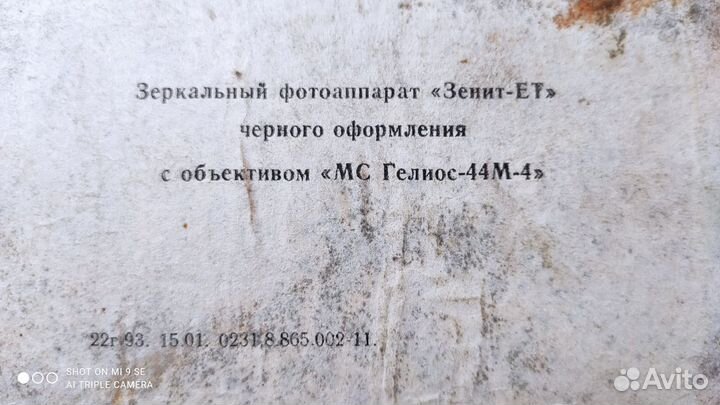 Зеркальный фотоаппарат «Зенит-ЕТ»
черного оформления
с объективом «МС Гелиос-44М-4»
22г.93. 15.01. 0231.8.865.002-11.
SHOT ON MI 9 SE
AI TRIPLE CAMERA
Avito